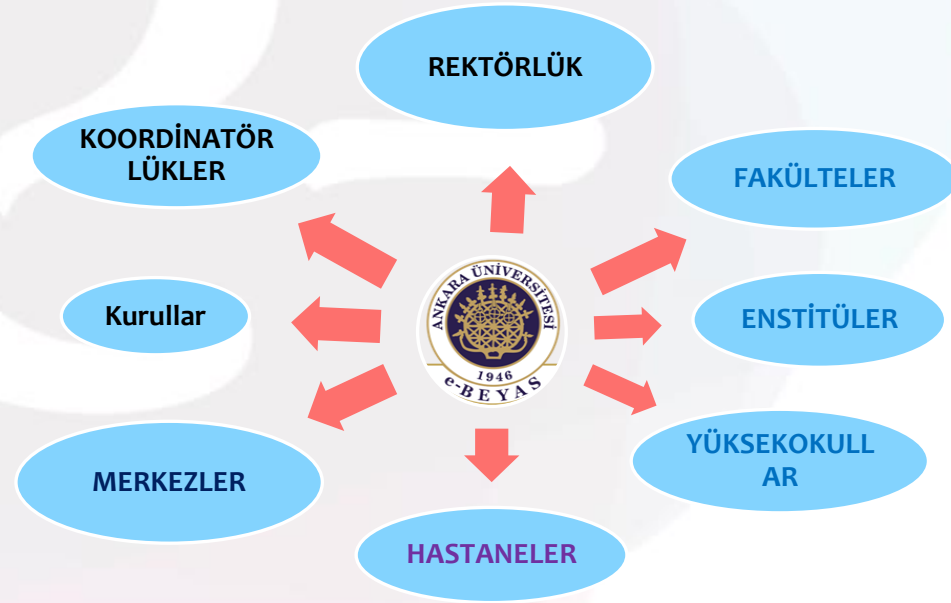 REKTÖRLÜK
KOORDİNATÖR
LÜKLER
FAKÜLTELER
Kurullar
ANKARA ÜNİVERSİTESİ
1946
e-BEYAS
ENSTİTÜLER
MERKEZLER
YÜKSEKOKULL
AR
HASTANELER